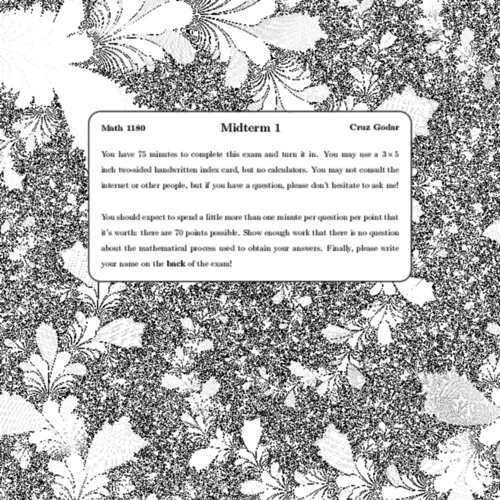 Math 1180 Midterm 1 Cruz Godar
You have 75 minutes to complete this exam and turn it in. You may use a 3×5
inch two-sided handwritten index card, but no calculators. You may not consult the
internet or other people, but if you have a question, please don't hesitate to ask me!
You should expect to spend a little more than one minute per question per point that
it's worth: there are 70 points possible. Show enough work that there is no question
about the mathematical process used to obtain your answers. Finally, please write
your name on the back of the exam!